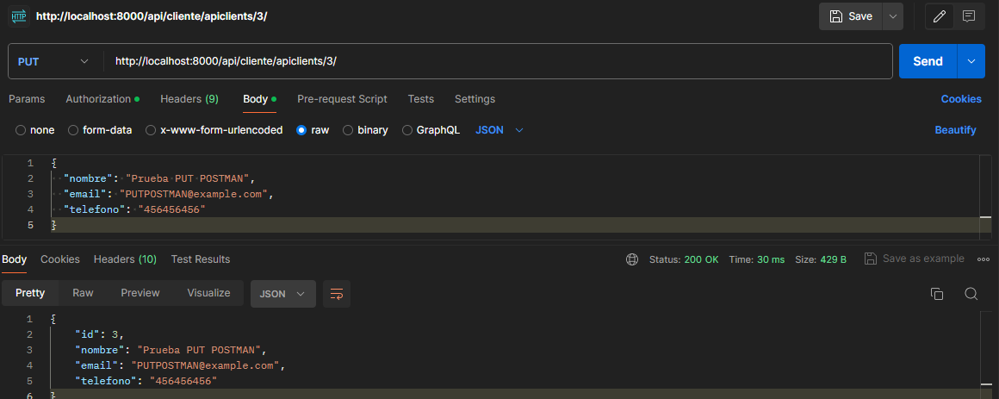 HTTP http://localhost:8000/api/cliente/apiclients/3/ Save
PUT http://localhost:8000/api/cliente/apiclients/3/ Send
Params Authorization Headers (9) Body Pre-request Script Tests Settings Cookies
none form-data x-www-form-urlencoded raw binary GraphQL JSON Beautify
1 {
2 "nombre": "Prueba PUT POSTMAN",
3 "email": "PUTPOSTMAN@example.com",
4 "telefono": "456456456"
5 }
Body Cookies Headers (10) Test Results Status: 200 OK Time: 30 ms Size: 429 B Save as example
Pretty Raw Preview Visualize JSON
1 {
2 "id": 3,
3 "nombre": "Prueba PUT POSTMAN",
4 "email": "PUTPOSTMAN@example.com",
5 "telefono": "456456456"
6 }